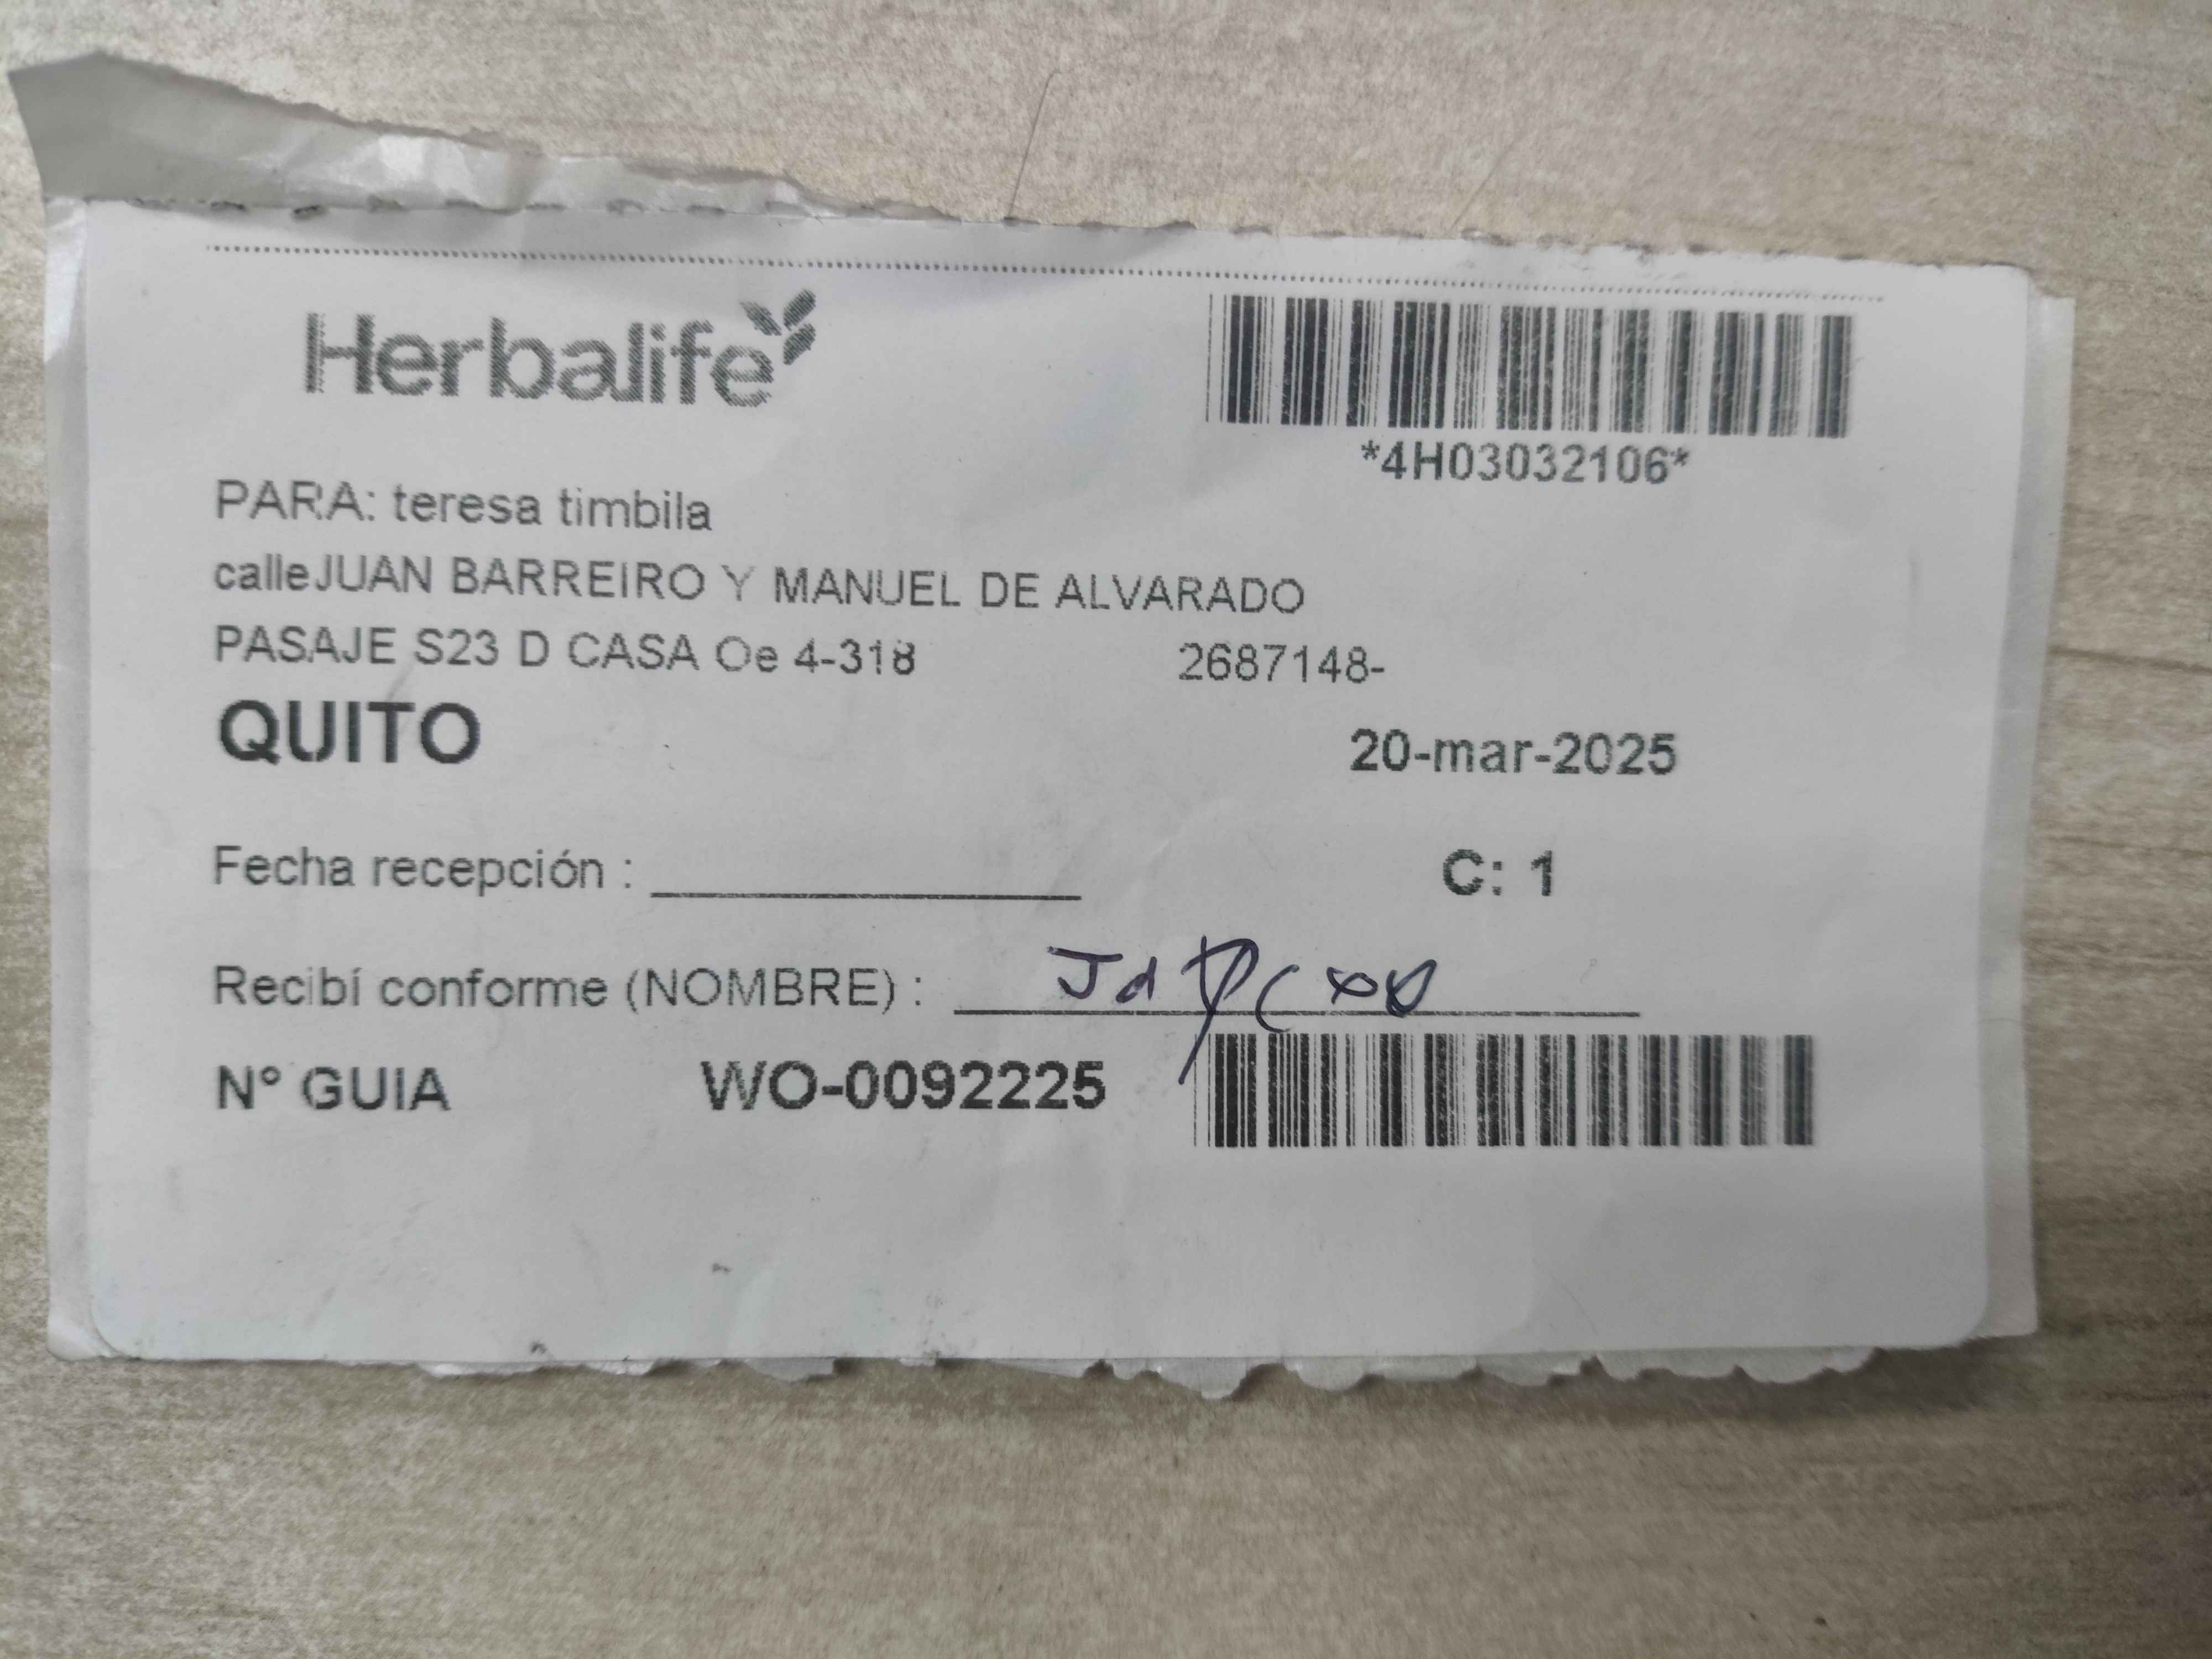 Herbalife
*4H03032106*
PARA: teresa timbila
calleJUAN BARREIRO Y MANUEL DE ALVARADO
PASAJE S23 D CASA Oe 4-318 2687148-
QUITO 20-mar-2025
Fecha recepción : C: 1
Recibí conforme (NOMBRE) :
N° GUIA WO-0092225